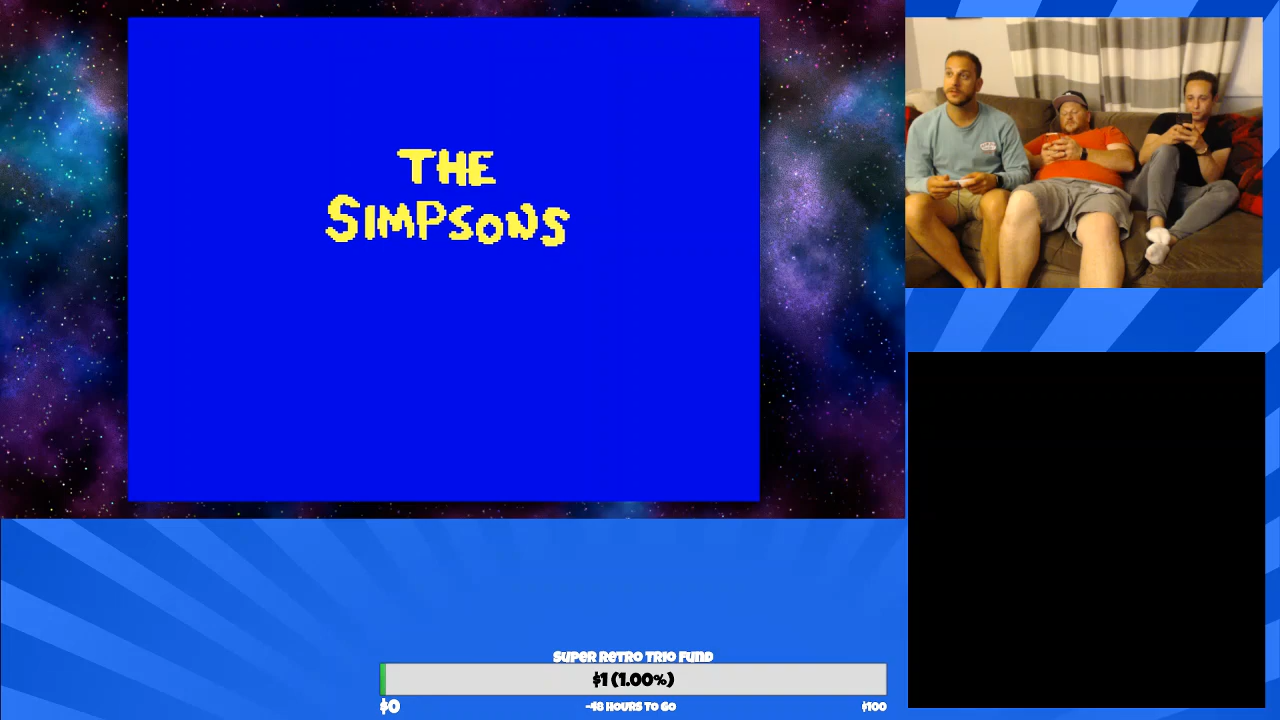 THE
SIMPSONS
SUPER RETRO TRIO FUND
$1 (1.00%)
$0
-48 HOURS TO GO
$100